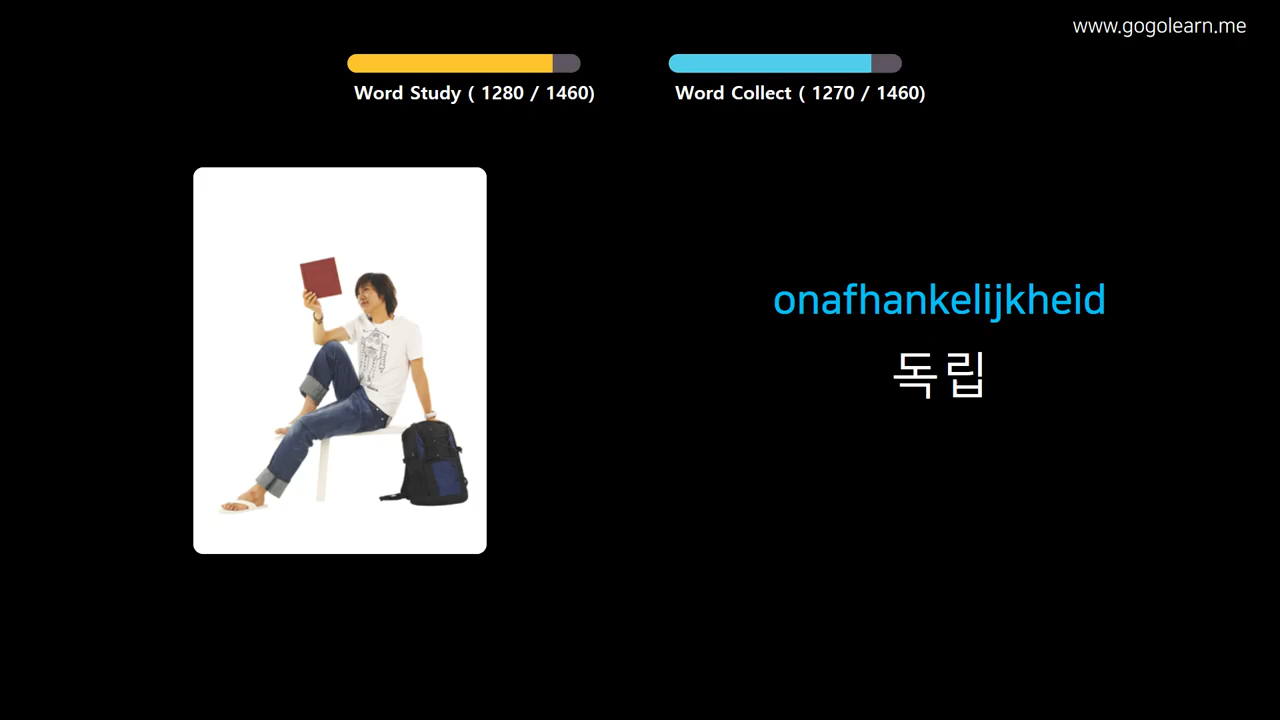 www.gogolearn.me
Word Study ( 1280 / 1460)
Word Collect ( 1270 / 1460)
onafhankelijkheid
독립